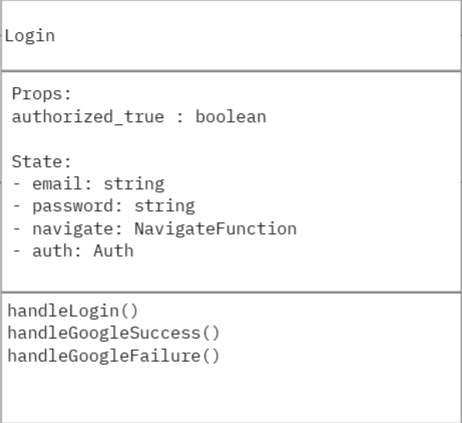 Login
Props:
authorized_true : boolean
State:
- email: string
- password: string
- navigate: NavigateFunction
- auth: Auth
handleLogin()
handleGoogleSuccess()
handleGoogleFailure()